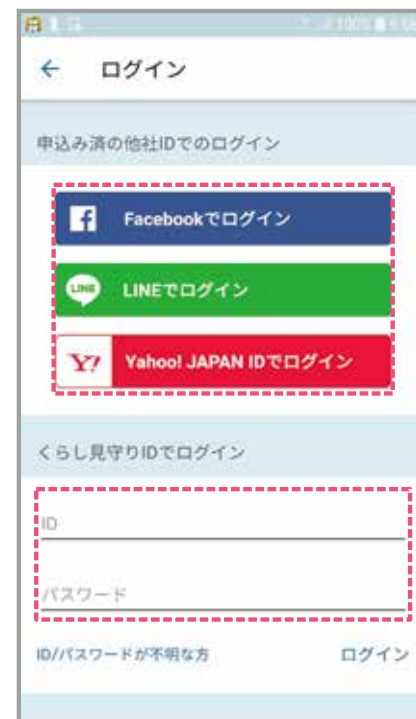 ログイン
申込み済の他社IDでのログイン
Facebookでログイン
LINE LINEでログイン
Y! Yahoo! JAPAN IDでログイン
くらし見守りIDでログイン
ID
パスワード
ID/パスワードが不明な方 ログイン